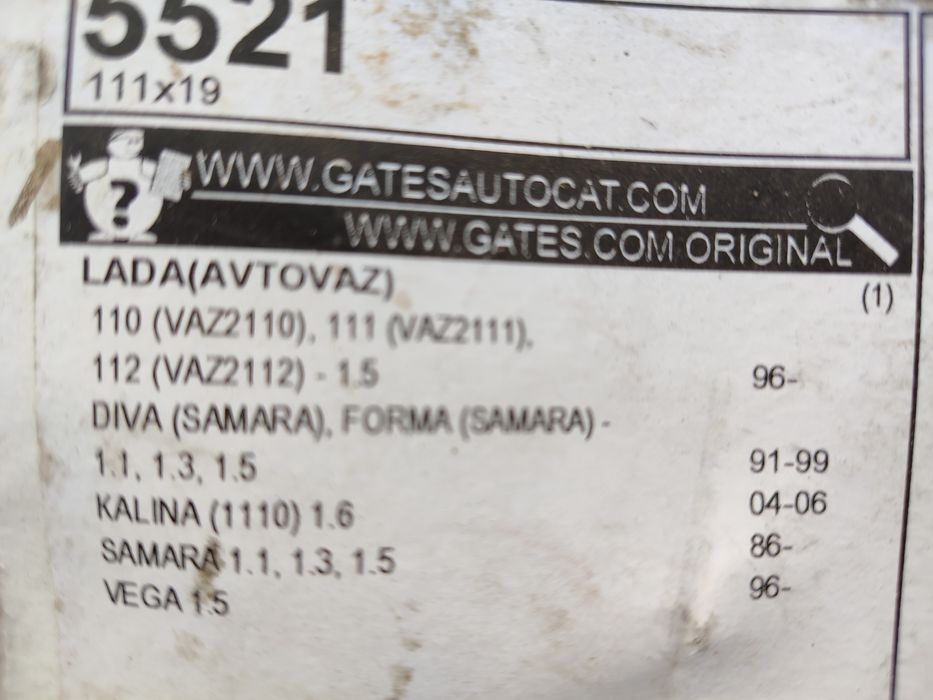 5521
111x19
?
WWW.GATESAUTOCAT.COM
WWW.GATES.COM ORIGINAL
LADA(AVTOVAZ) (1)
110 (VAZ2110), 111 (VAZ2111),
112 (VAZ2112) - 1.5 96-
DIVA (SAMARA), FORMA (SAMARA) -
1.1, 1.3, 1.5 91-99
KALINA (1110) 1.6 04-06
SAMARA 1.1, 1.3, 1.5 86-
VEGA 1.5 96-